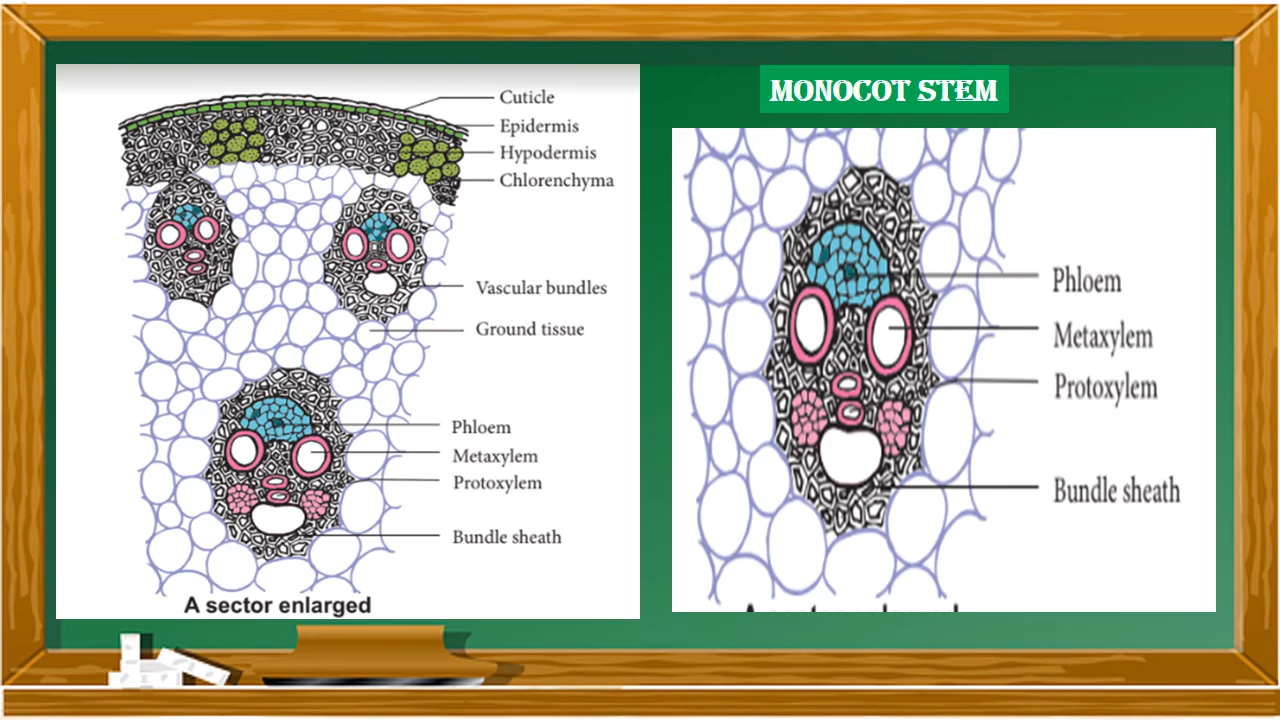 Cuticle
Epidermis
Hypodermis
Chlorenchyma
Vascular bundles
Ground tissue
Phloem
Metaxylem
Protoxylem
Bundle sheath
A sector enlarged
MONOCOT STEM
Phloem
Metaxylem
Protoxylem
Bundle sheath